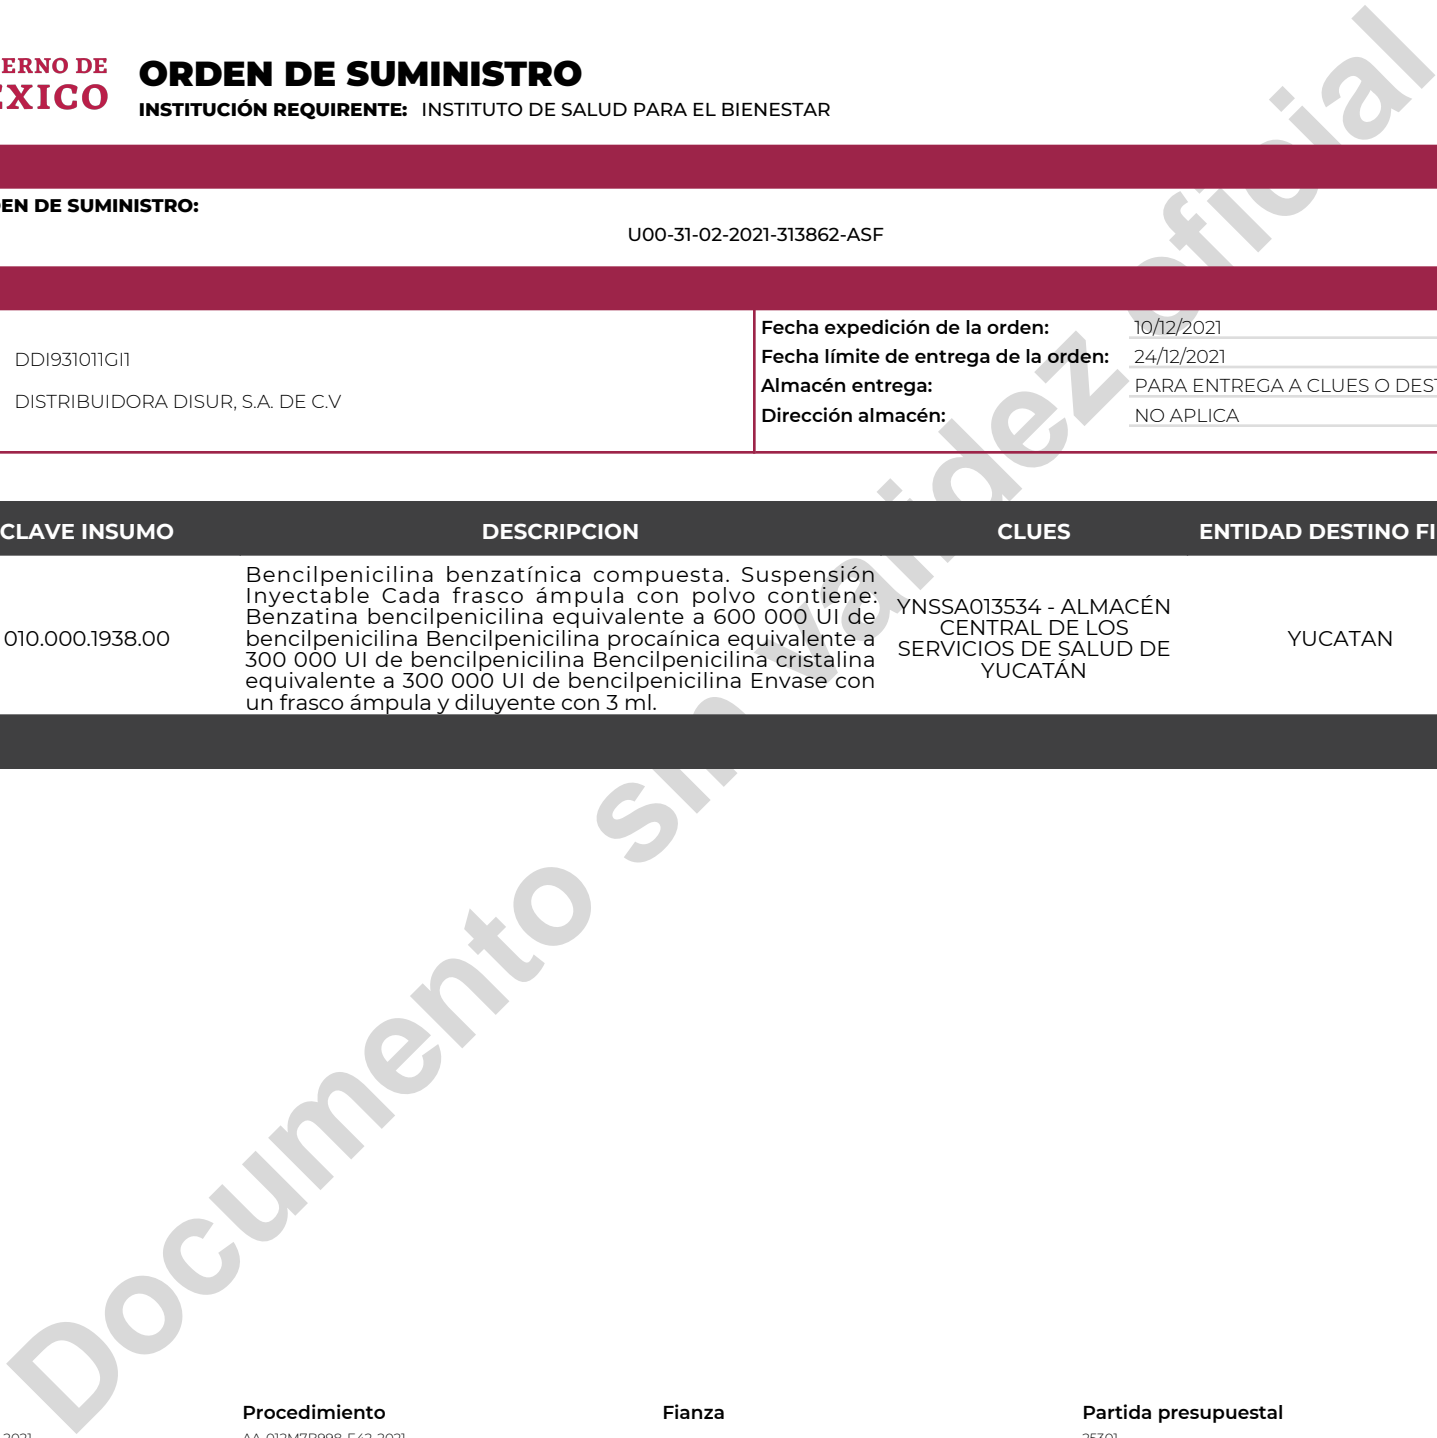 ERNO DE
EXICO
ORDEN DE SUMINISTRO
INSTITUCIÓN REQUIRENTE: INSTITUTO DE SALUD PARA EL BIENESTAR
EN DE SUMINISTRO:
U00-31-02-2021-313862-ASF
DDI931011GI1
DISTRIBUIDORA DISUR, S.A. DE C.V
Fecha expedición de la orden: 10/12/2021
Fecha límite de entrega de la orden: 24/12/2021
Almacén entrega: PARA ENTREGA A CLUES O DEST
Dirección almacén: NO APLICA
CLAVE INSUMO DESCRIPCION CLUES ENTIDAD DESTINO FI
010.000.1938.00
Bencilpenicilina benzatínica compuesta. Suspensión
Inyectable Cada frasco ámpula con polvo contiene:
Benzatina bencilpenicilina equivalente a 600 000 UI de
bencilpenicilina Bencilpenicilina procaínica equivalente a
300 000 UI de bencilpenicilina Bencilpenicilina cristalina
equivalente a 300 000 UI de bencilpenicilina Envase con
un frasco ámpula y diluyente con 3 ml.
YNSSA013534 - ALMACÉN
CENTRAL DE LOS
SERVICIOS DE SALUD DE
YUCATÁN
YUCATAN
Documento sin validez oficial
Procedimiento Fianza Partida presupuestal